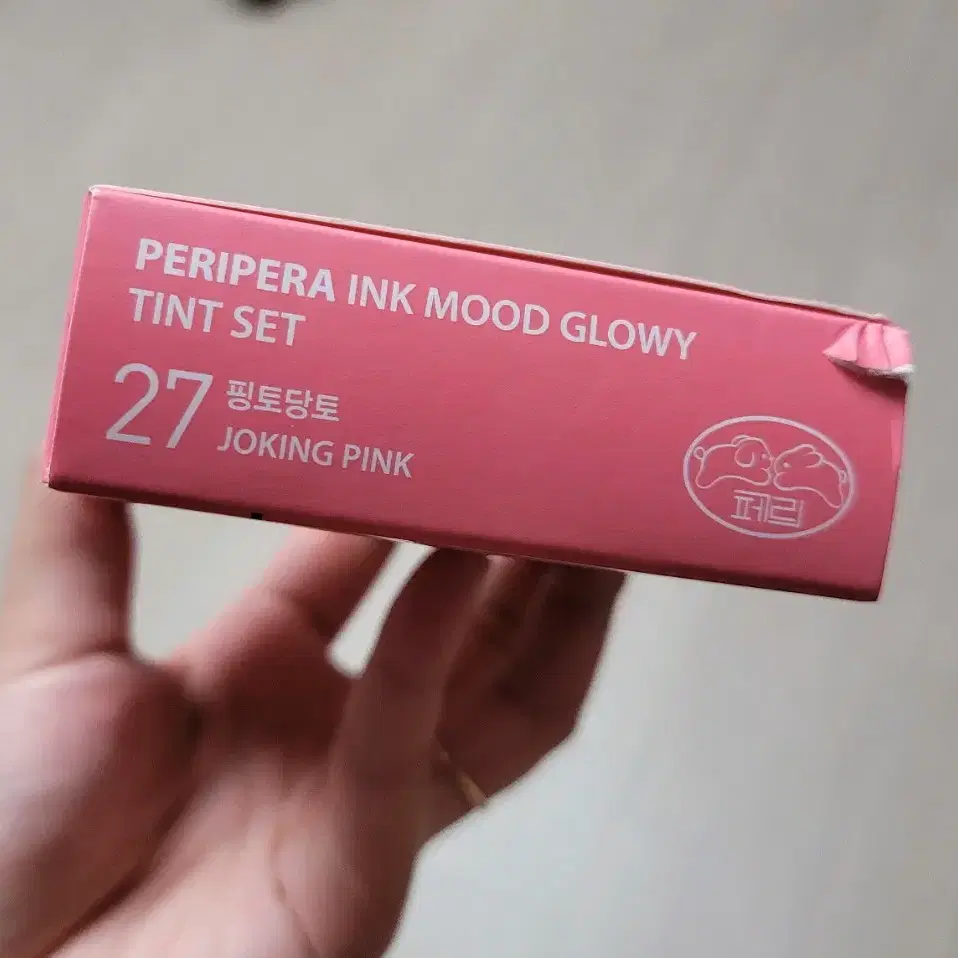 PERIPERA INK MOOD GLOWY
TINT SET
27 핑토당토
JOKING PINK
페리